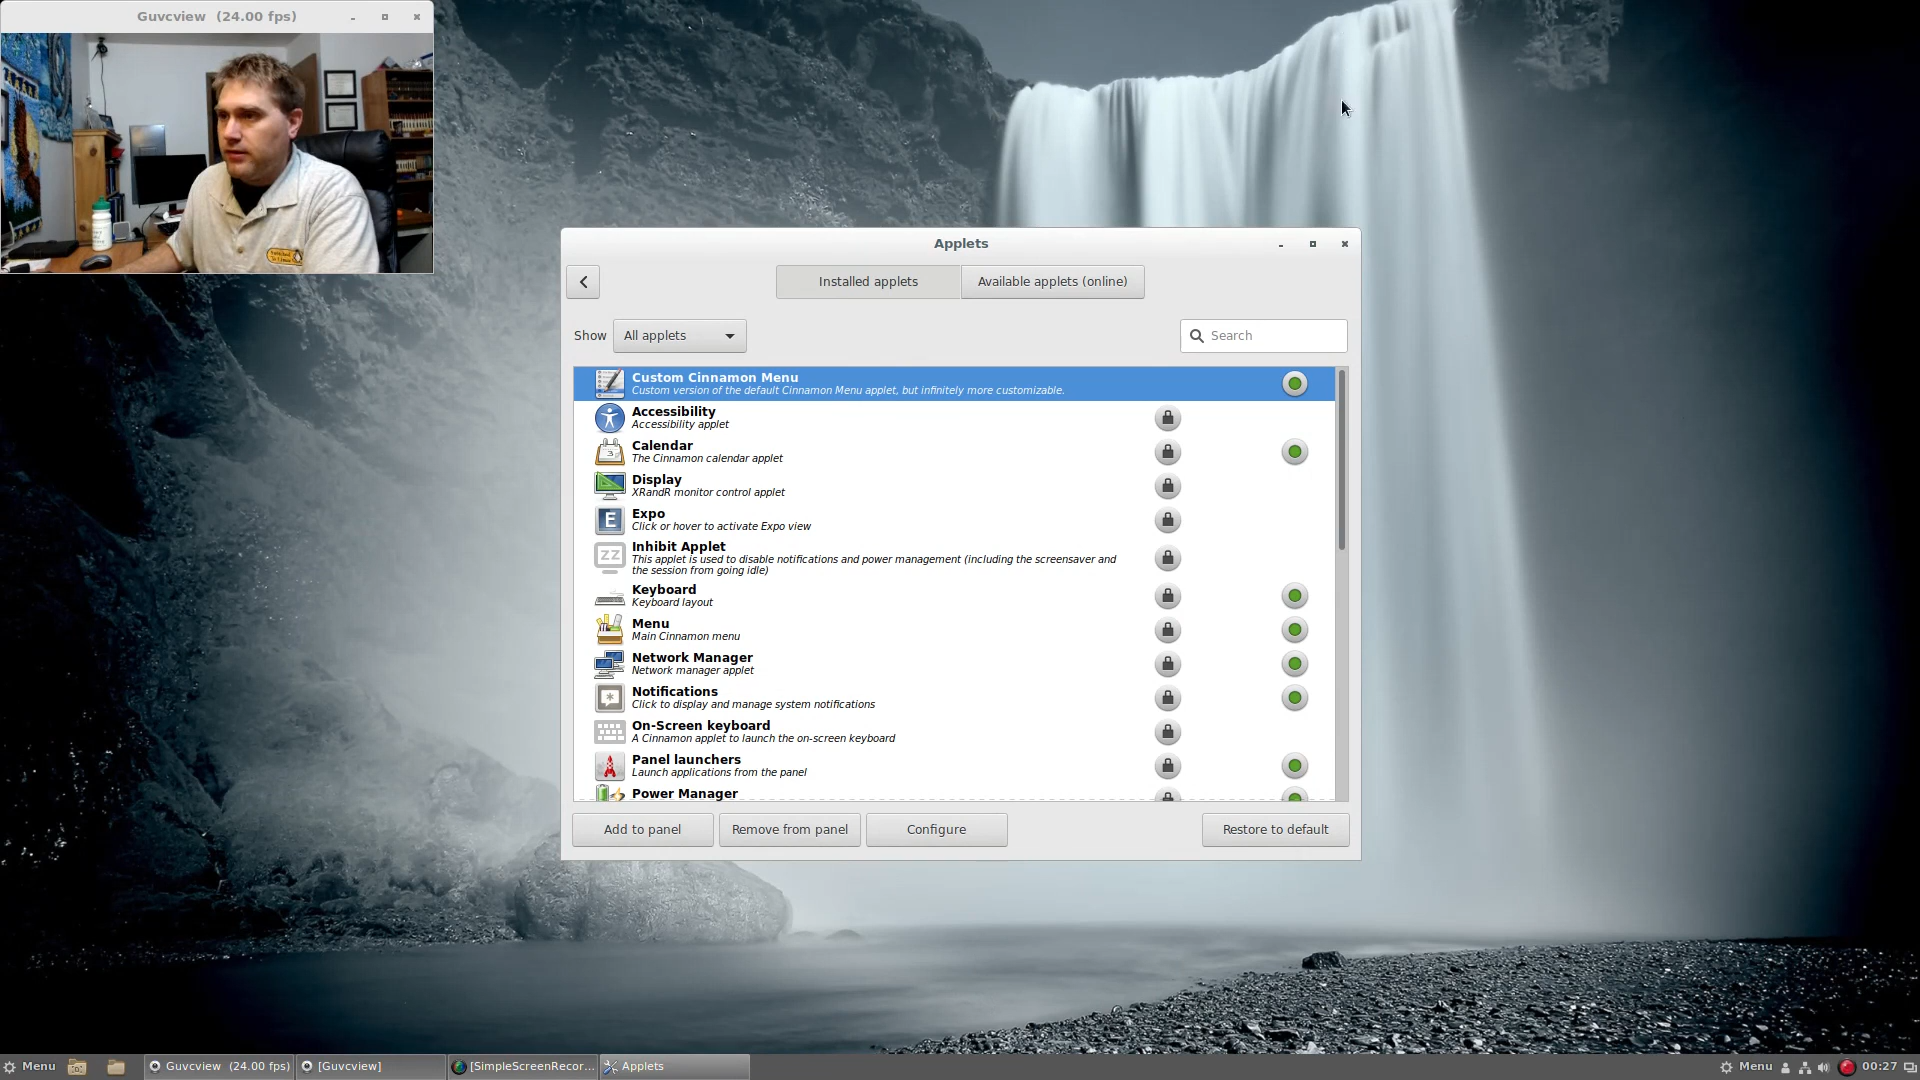 Guvcview (24.00 fps)
Applets
Installed applets
Available applets (online)
Show
All applets
Search
Custom Cinnamon Menu
Custom version of the default Cinnamon Menu applet, but infinitely more customizable.
Accessibility
Accessibility applet
Calendar
The Cinnamon calendar applet
Display
XRandR monitor control applet
Expo
Click or hover to activate Expo view
Inhibit Applet
This applet is used to disable notifications and power management (including the screensaver and
the session from going idle)
Keyboard
Keyboard layout
Menu
Main Cinnamon menu
Network Manager
Network manager applet
Notifications
Click to display and manage system notifications
On-Screen keyboard
A Cinnamon applet to launch the on-screen keyboard
Panel launchers
Launch applications from the panel
Power Manager
Add to panel
Remove from panel
Configure
Restore to default
Menu
Guvcview (24.00 fps)
[Guvcview]
[SimpleScreenRecor...
Applets
Menu
00:27